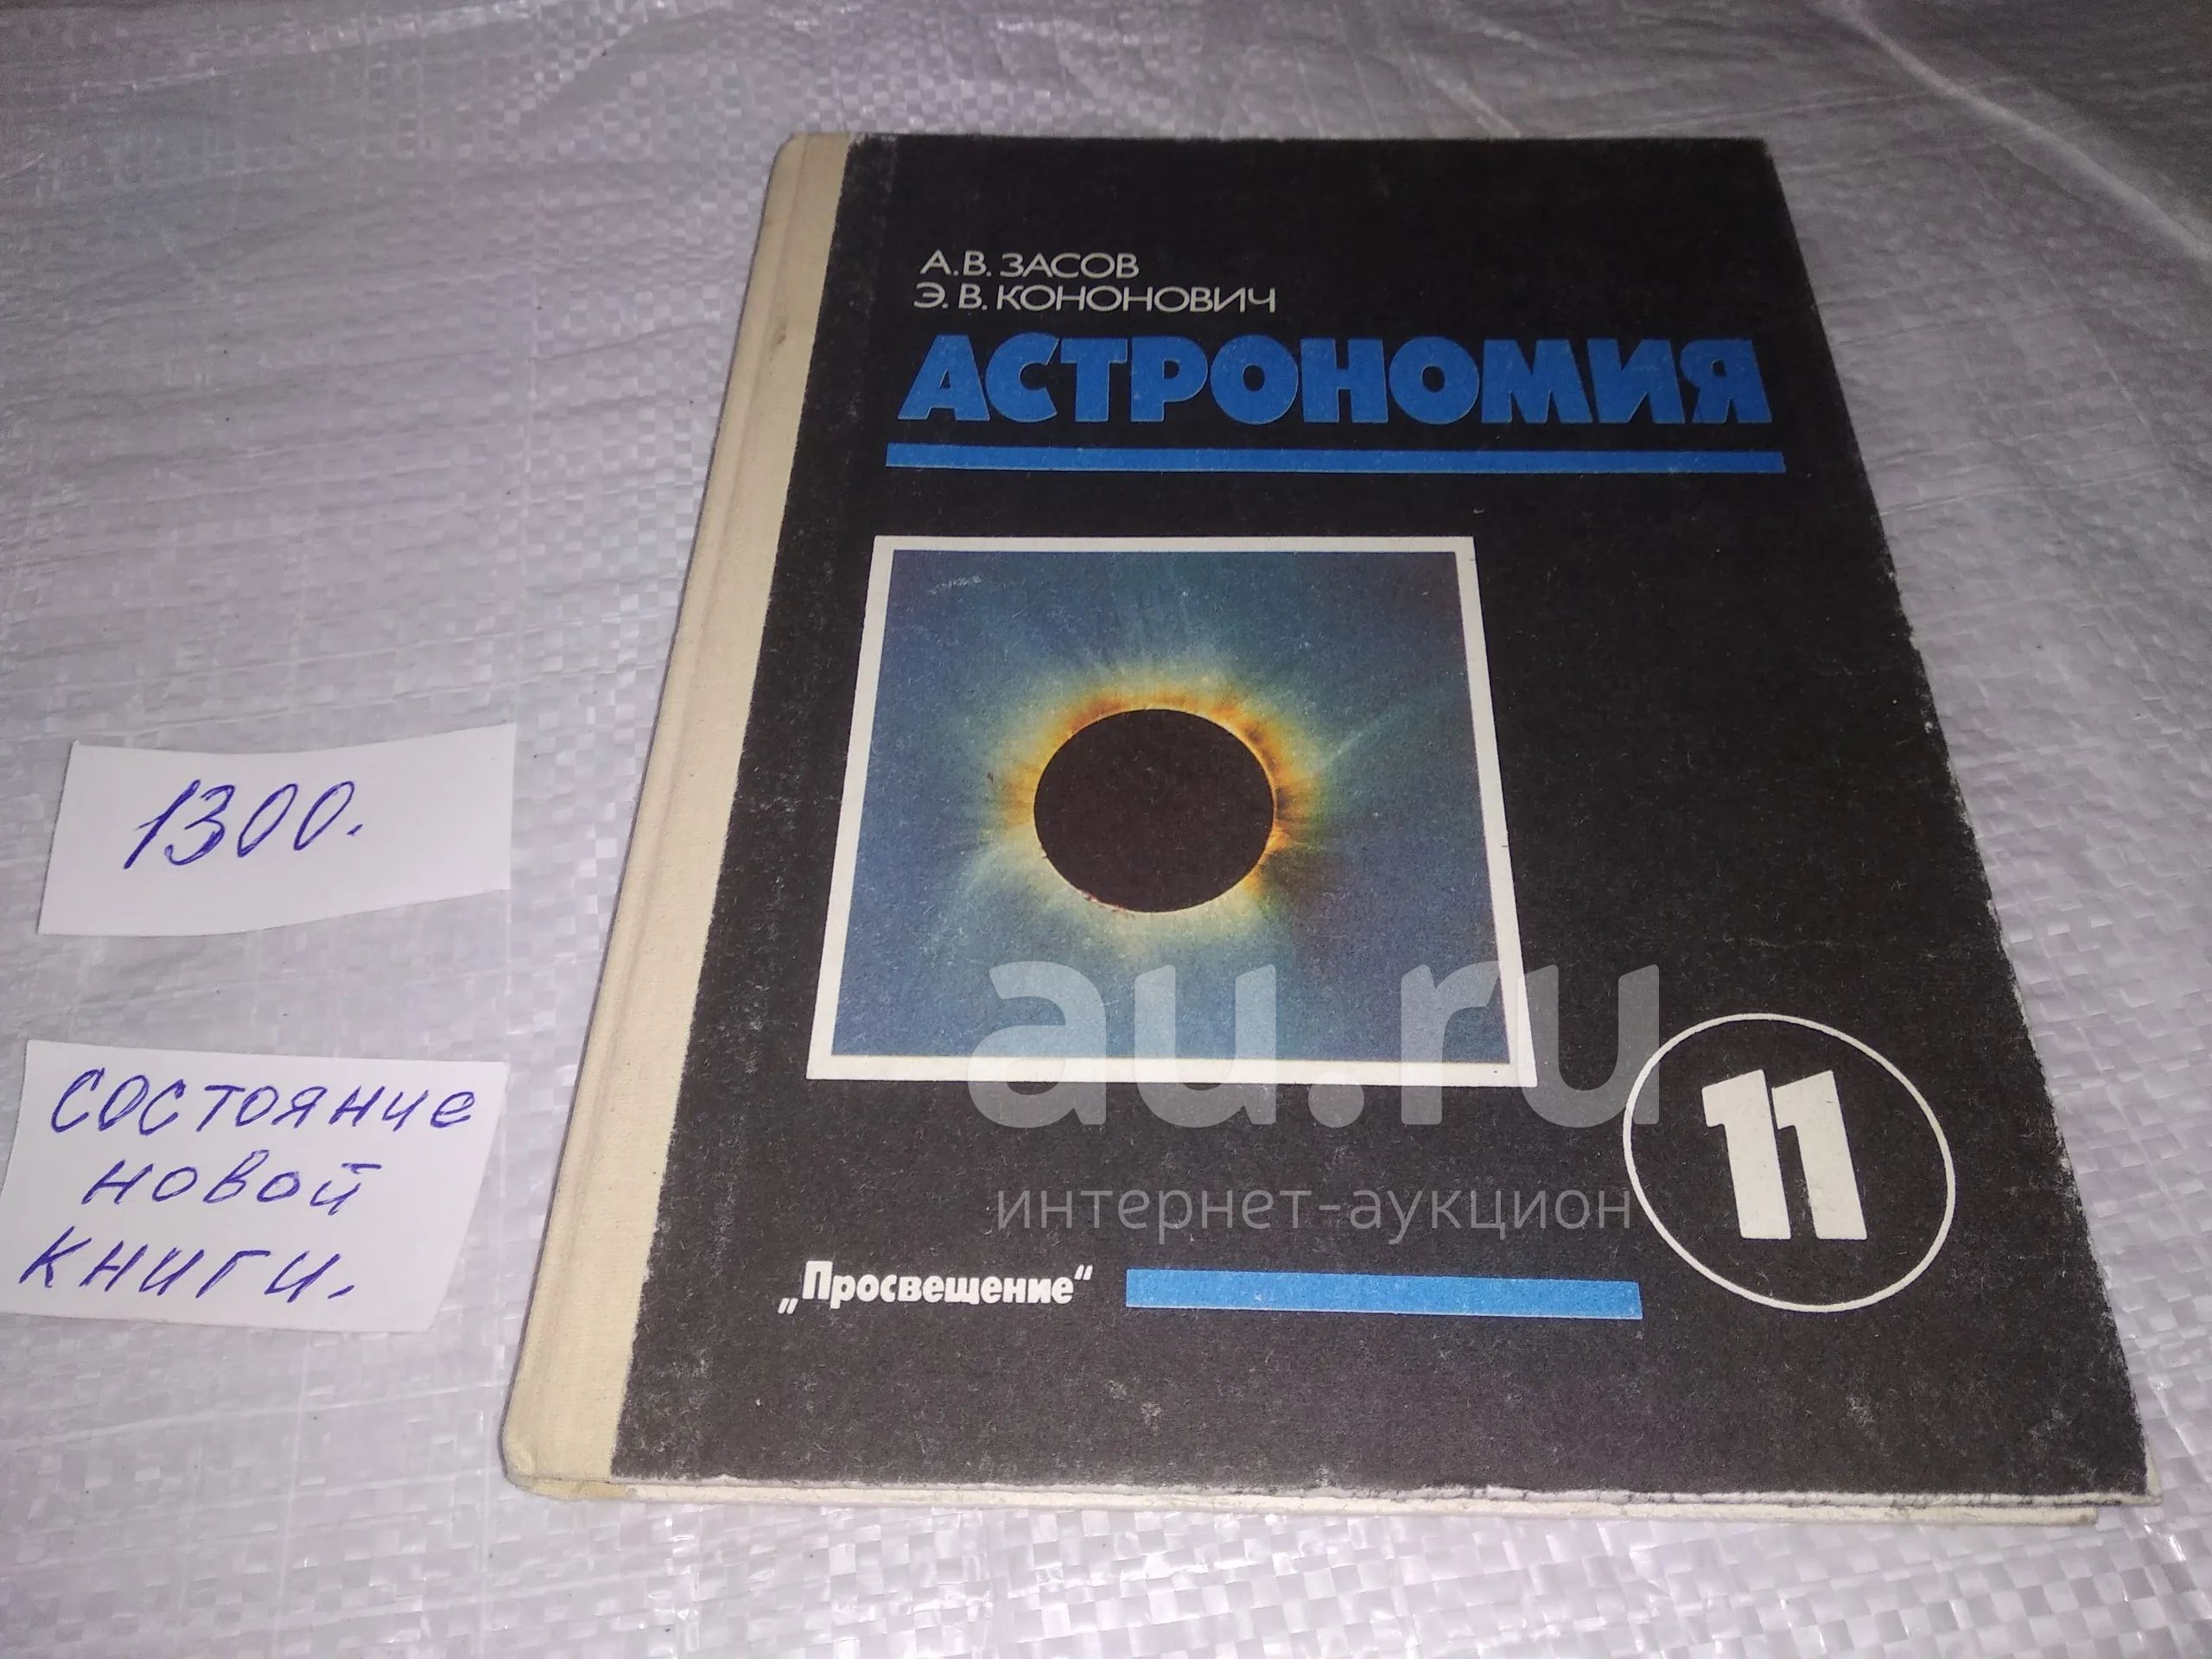 А.В. ЗАСОВ
Э.В. КОНОНОВИЧ
АСТРОНОМИЯ
1300.
состояние
новой
книги.
au.ru
интернет-аукцион
11
„Просвещение“